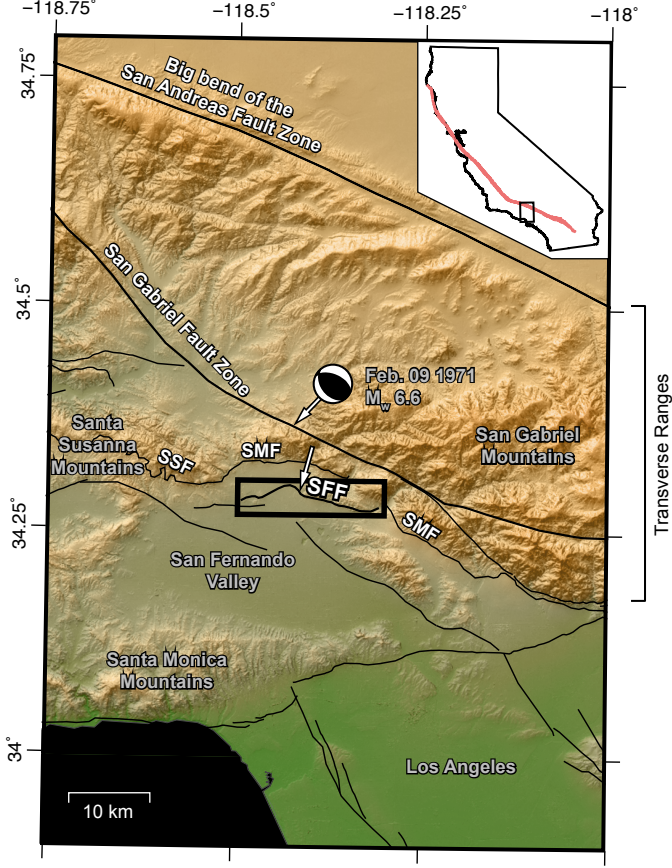 −118.75°
−118.5°
−118.25°
−118°
34.75°
34.5°
34.25°
34°
Big bend of the
San Andreas Fault Zone
San Gabriel Fault Zone
Feb. 09 1971
Mw 6.6
Santa
Susanna
Mountains
SSF
SMF
San Gabriel
Mountains
SFF
SMF
San Fernando
Valley
Santa Monica
Mountains
Los Angeles
10 km
Transverse Ranges